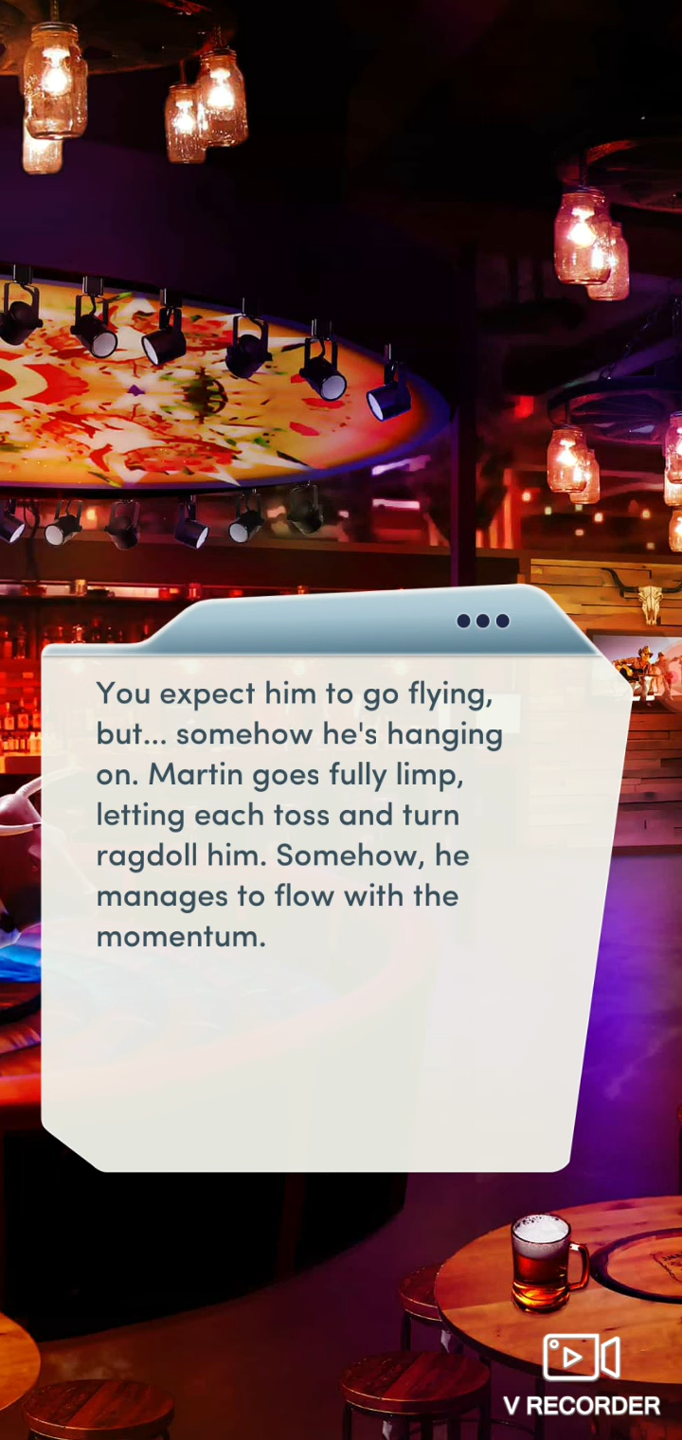 You expect him to go flying,
but... somehow he's hanging
on. Martin goes fully limp,
letting each toss and turn
ragdoll him. Somehow, he
manages to flow with the
momentum.
V RECORDER